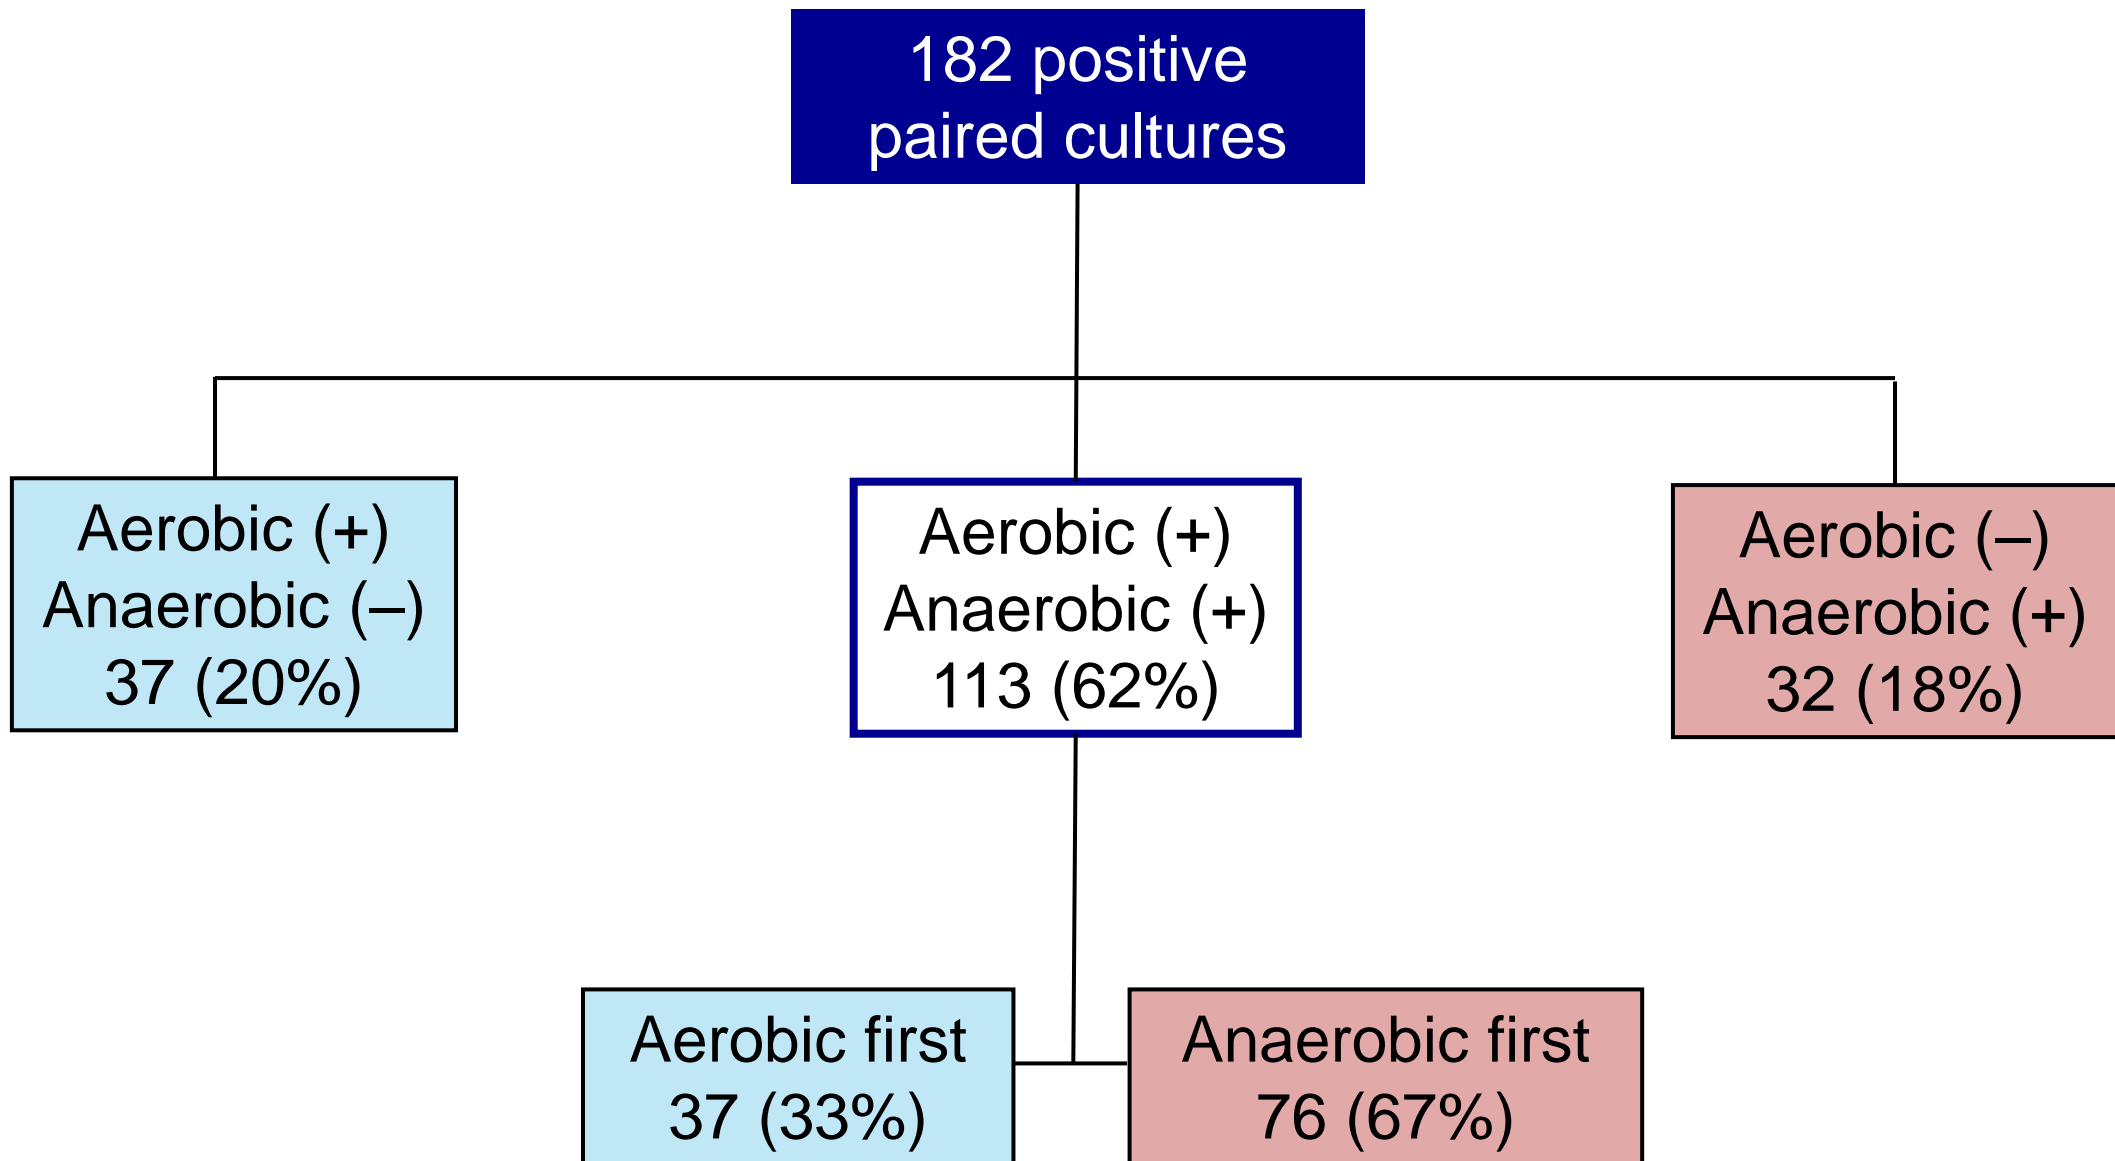 182 positive
paired cultures
Aerobic (+)
Anaerobic (–)
37 (20%)
Aerobic (+)
Anaerobic (+)
113 (62%)
Aerobic (–)
Anaerobic (+)
32 (18%)
Aerobic first
37 (33%)
Anaerobic first
76 (67%)